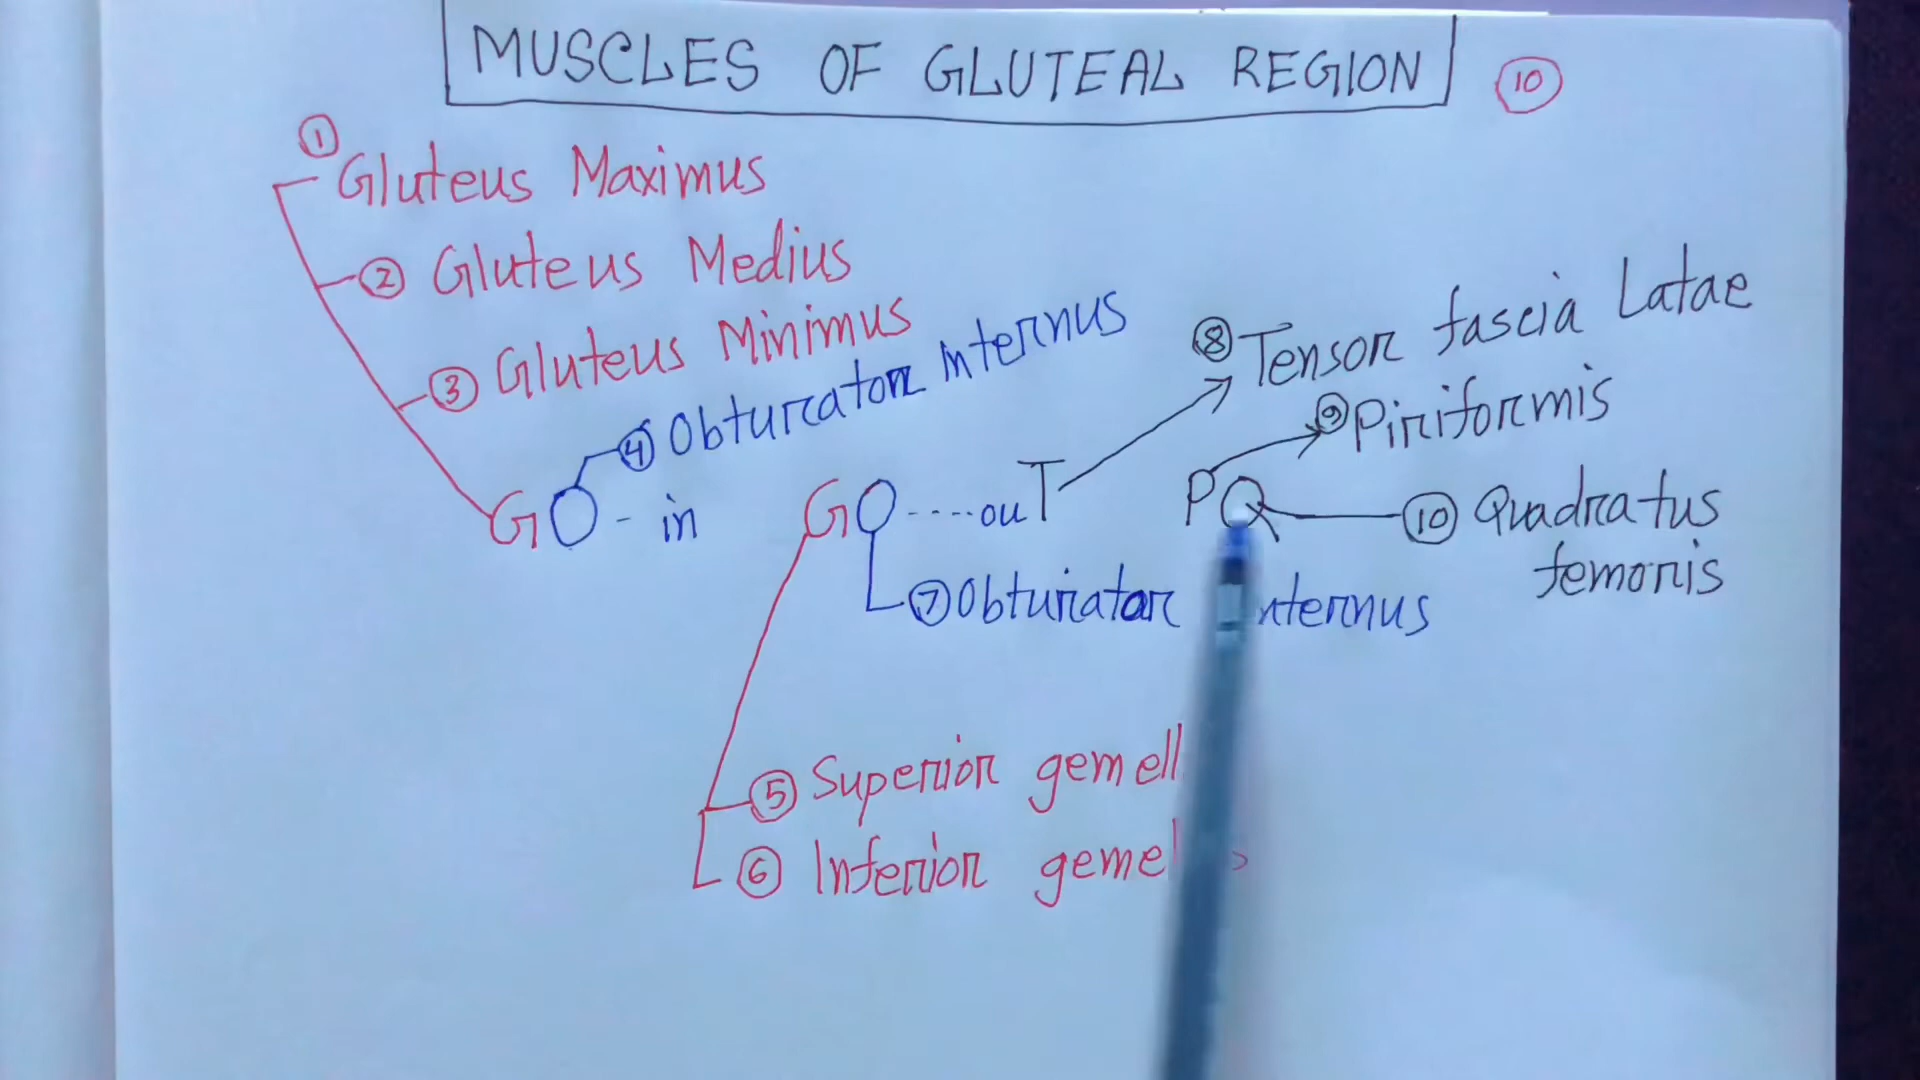 MUSCLES OF GLUTEAL REGION 10
1 Gluteus Maximus
2 Gluteus Medius
3 Gluteus Minimus
4 Obturator Internus
8 Tensor fascia Latae
9 Piriformis
GO - in GO ....ouT PQ
10 Quadratus
femoris
7 Obturiator nternus
5 Superior gemell
6 Inferior gemel